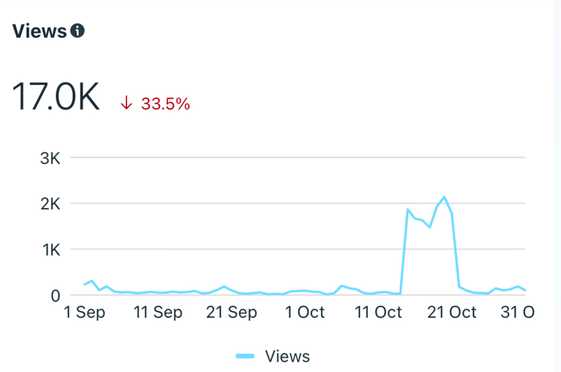 Views
17.0K ↓ 33.5%
3K
2K
1K
0
1 Sep 11 Sep 21 Sep 1 Oct 11 Oct 21 Oct 31 O
Views